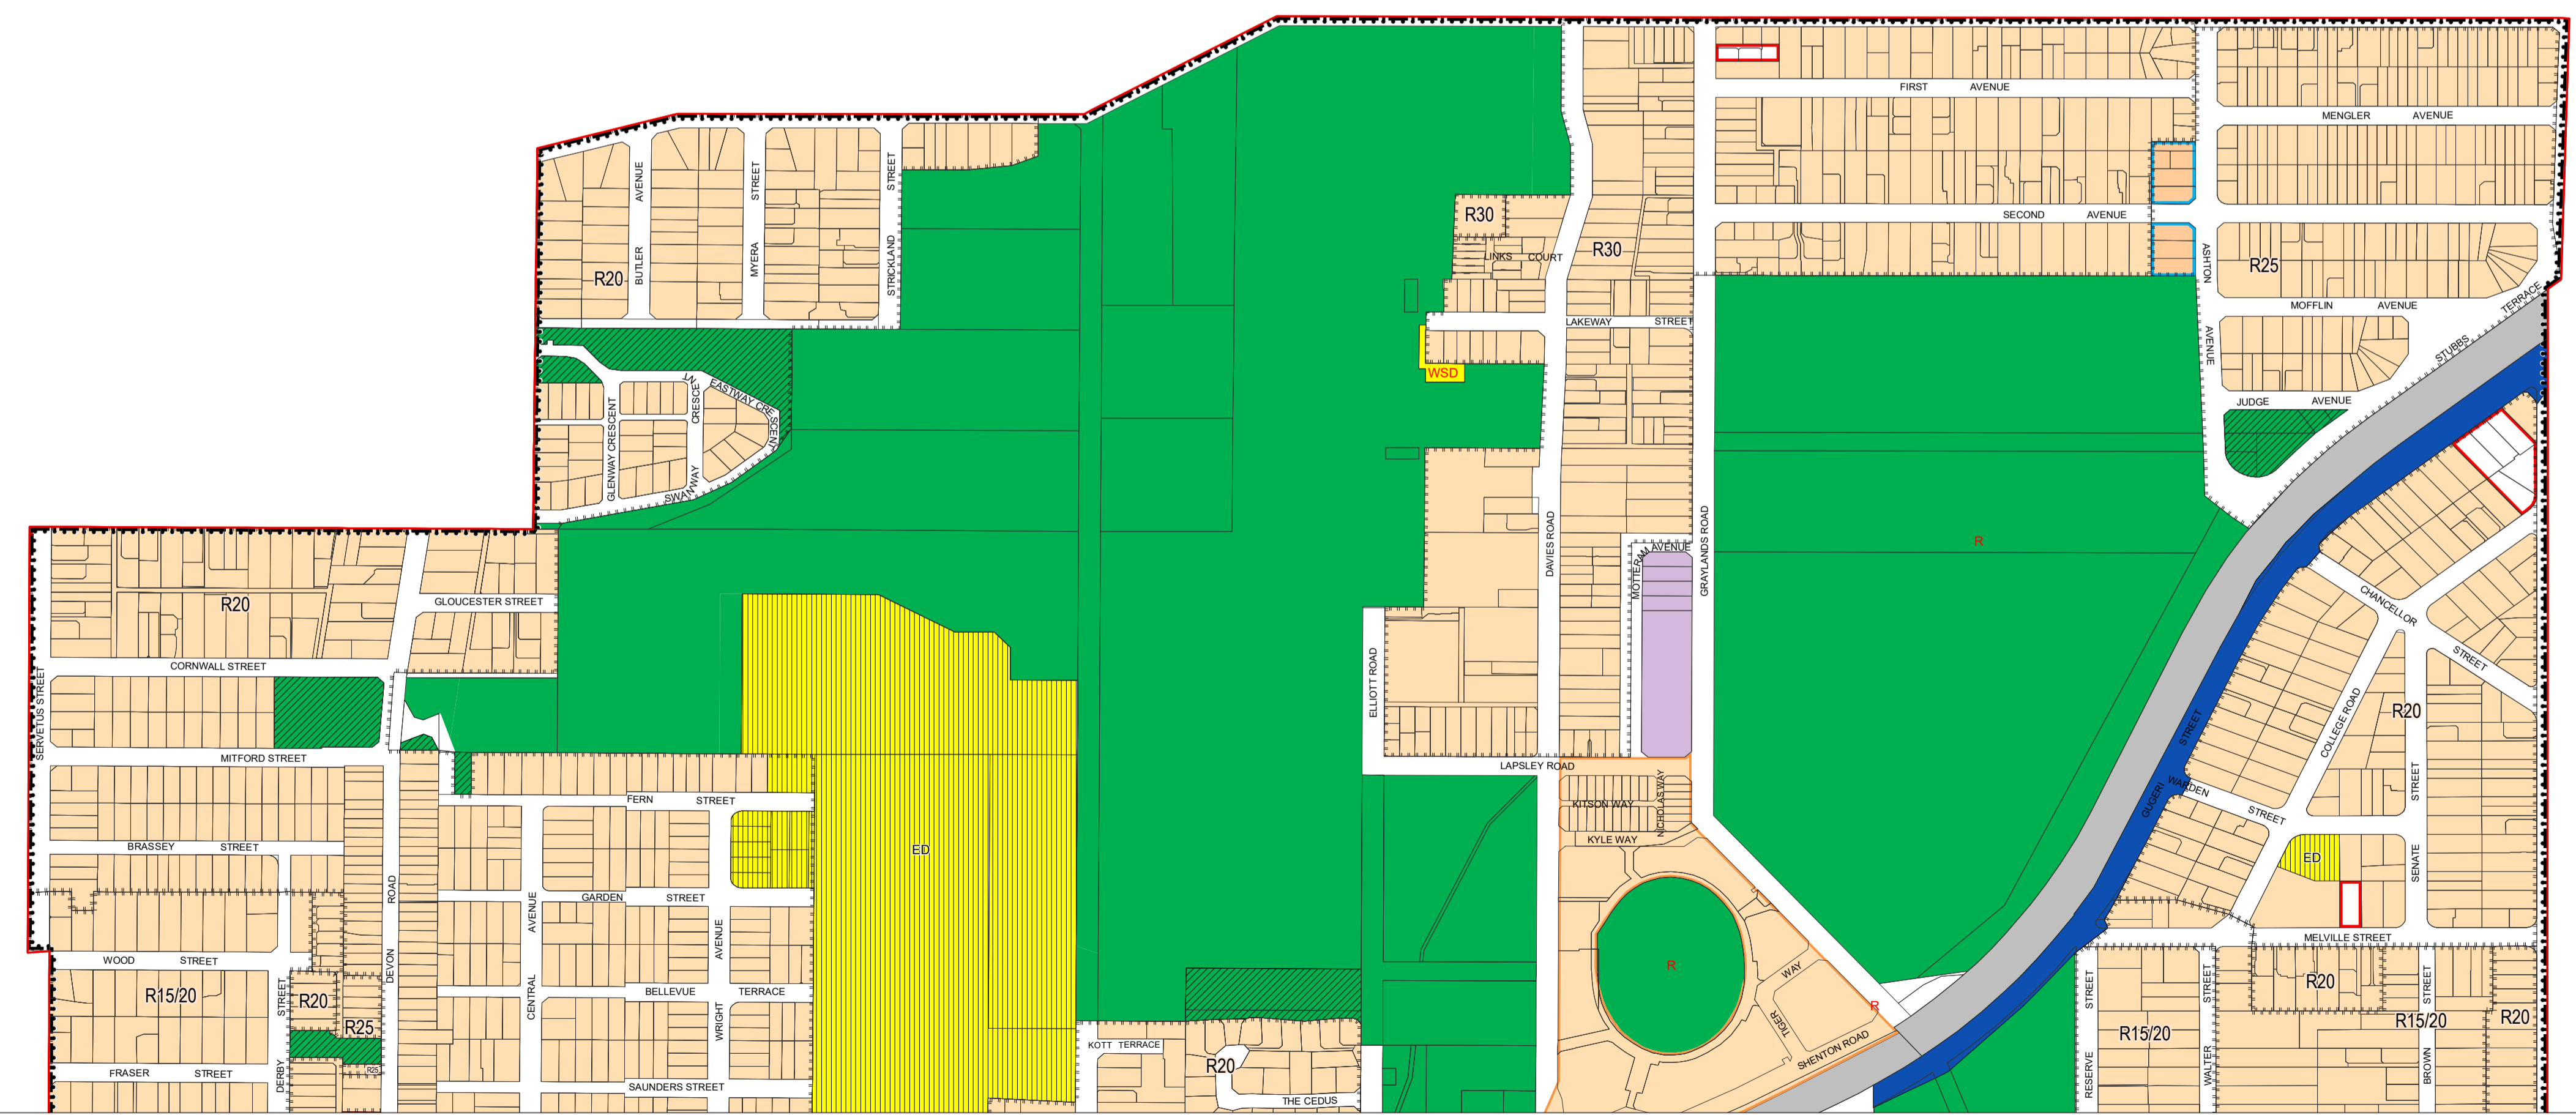 FIRST AVENUE
MENGLER AVENUE
BUTLER AVENUE
MYERA STREET
STRICKLAND STREET
R30
SECOND AVENUE
LINKS COURT
R30
R20
ASHTON AVENUE
R25
MOFFLIN AVENUE
STUBBS TERRACE
LAKEWAY STREET
WSD
EASTWAY CRESCENT
CRESCE
NT
GLENWAY CRESCENT
SWANWAY
JUDGE AVENUE
DAVIES ROAD
GRAYLANDS ROAD
R
MOTTERAM AVENUE
R20
GLOUCESTER STREET
CHANCELLOR STREET
CORNWALL STREET
SERVETUS STREET
ELLIOTT ROAD
COLLEGE ROAD
R20
MITFORD STREET
LAPSLEY ROAD
GUGERI STREET
WARDEN STREET
SENATE STREET
FERN STREET
KITSON WAY
NICHOLAS WAY
KYLE WAY
BRASSEY STREET
ED
ED
DEVON ROAD
CENTRAL AVENUE
GARDEN STREET
WRIGHT AVENUE
MELVILLE STREET
WOOD STREET
R
R15/20
R20
R25
DERBY STREET
BELLEVUE TERRACE
TIGER WAY
R
SHENTON ROAD
RESERVE STREET
WALTER STREET
R20
BROWN STREET
R15/20
R15/20
R20
KOTT TERRACE
R20
FRASER STREET
R25
SAUNDERS STREET
THE CEDUS